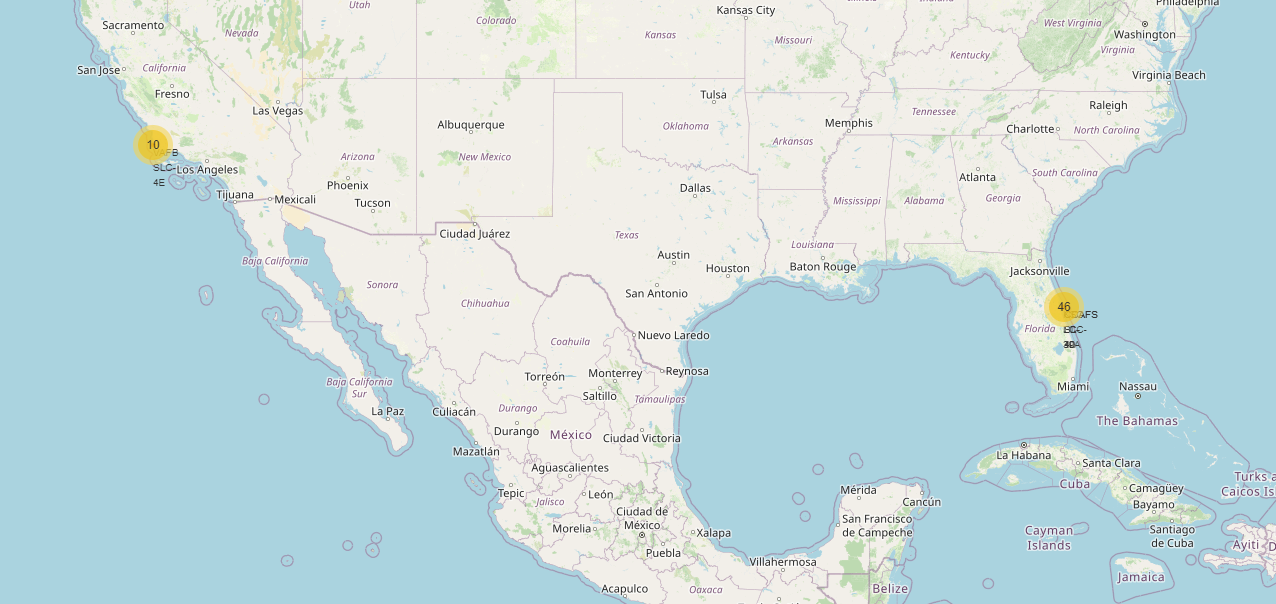 Utah
Philadelphia
Kansas City
Sacramento
Colorado
West Virginia
Nevada
Kansas
Washington
Missouri
Virginia
Kentucky
San Jose
California
Virginia Beach
Fresno
Tulsa
Las Vegas
Raleigh
Tennessee
Albuquerque
Oklahoma
Memphis
Charlotte
North Carolina
10
Arkansas
Arizona
New Mexico
SLC-
Los Angeles
4E
South Carolina
Atlanta
Phoenix
Dallas
Tijuana
Mexicali
Tucson
Mississippi
Alabama
Georgia
Ciudad Juárez
Texas
Louisiana
Austin
Baja California
Houston
Baton Rouge
Jacksonville
Sonora
San Antonio
Chihuahua
46
Florida
Nuevo Laredo
Coahuila
Reynosa
Monterrey
Torreón
Baja California
Sur
Miami
Nassau
Saltillo
Tamaulipas
La Paz
Culiacán
Durango
The Bahamas
Durango
México
Ciudad Victoria
Mazatlán
La Habana
Santa Clara
Aguascalientes
Cuba
Turks a
Caicos Is
Camagüey
Tepic
León
Mérida
Cancún
Jalisco
Bayamo
Ciudad de
México
San Francisco
de Campeche
Morelia
Xalapa
Cayman
Islands
Santiago
de Cuba
Puebla
Ayiti
D
Villahermosa
Jamaica
Acapulco
Oaxaca
Belize